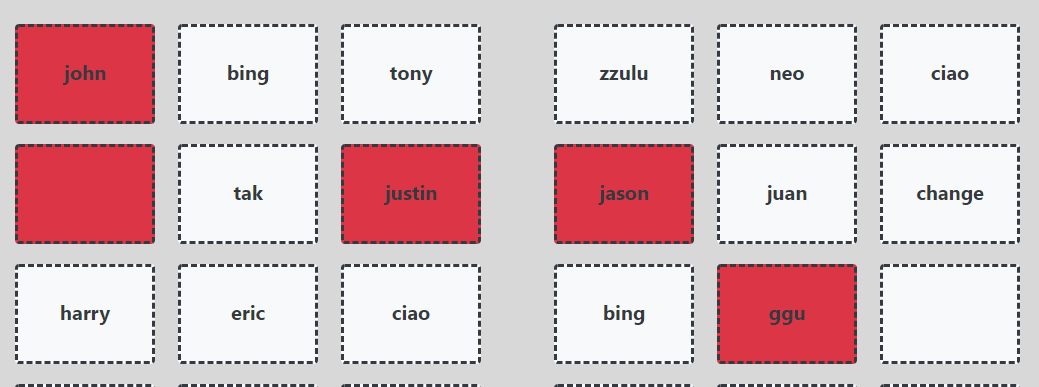 john bing tony zzulu neo ciao
tak justin jason juan change
harry eric ciao bing ggu